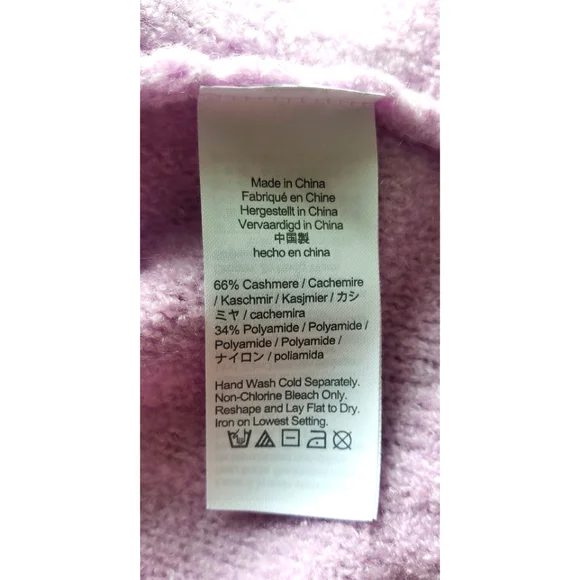 Made in China
Fabriqué en Chine
Hergestellt in China
Vervaardigd in China
中国製
hecho en china
66% Cashmere / Cachemire
/ Kaschmir / Kasjmier / カシ
ミヤ / cachemira
34% Polyamide / Polyamide /
Polyamide / Polyamide /
ナイロン / poliamida
Hand Wash Cold Separately.
Non-Chlorine Bleach Only.
Reshape and Lay Flat to Dry.
Iron on Lowest Setting.